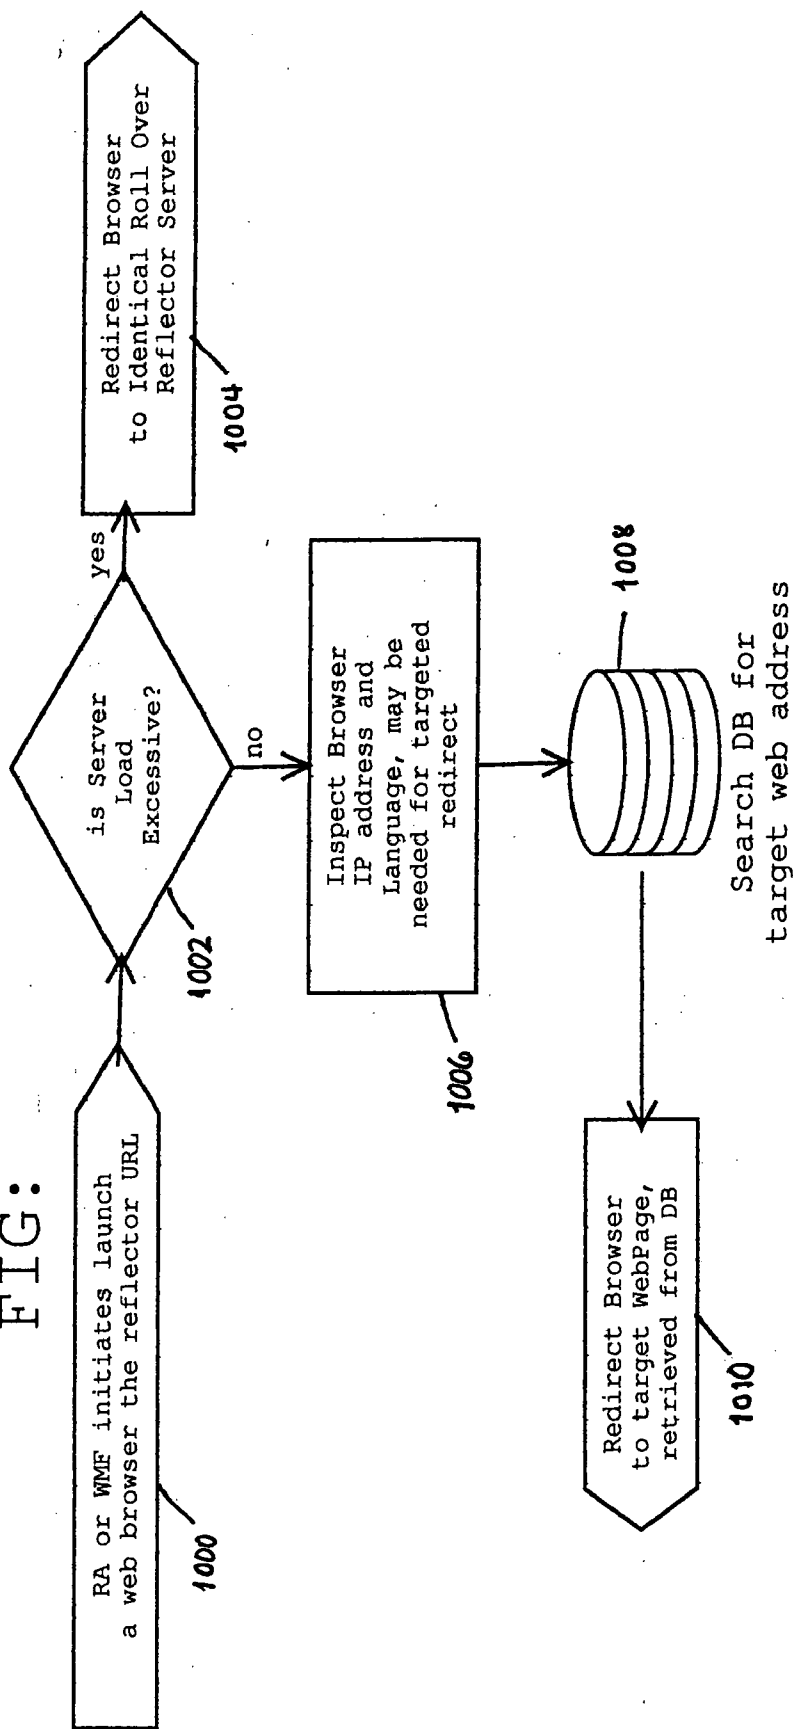 FIG:
RA or WMF initiates launch
a web browser the reflector URL
1000
is Server
Load
Excessive?
1002
yes
Redirect Browser
to Identical Roll Over
Reflector Server
1004
no
Inspect Browser
IP address and
Language, may be
needed for targeted
redirect
1006
1008
Search DB for
target web address
Redirect Browser
to target WebPage,
retrieved from DB
1010